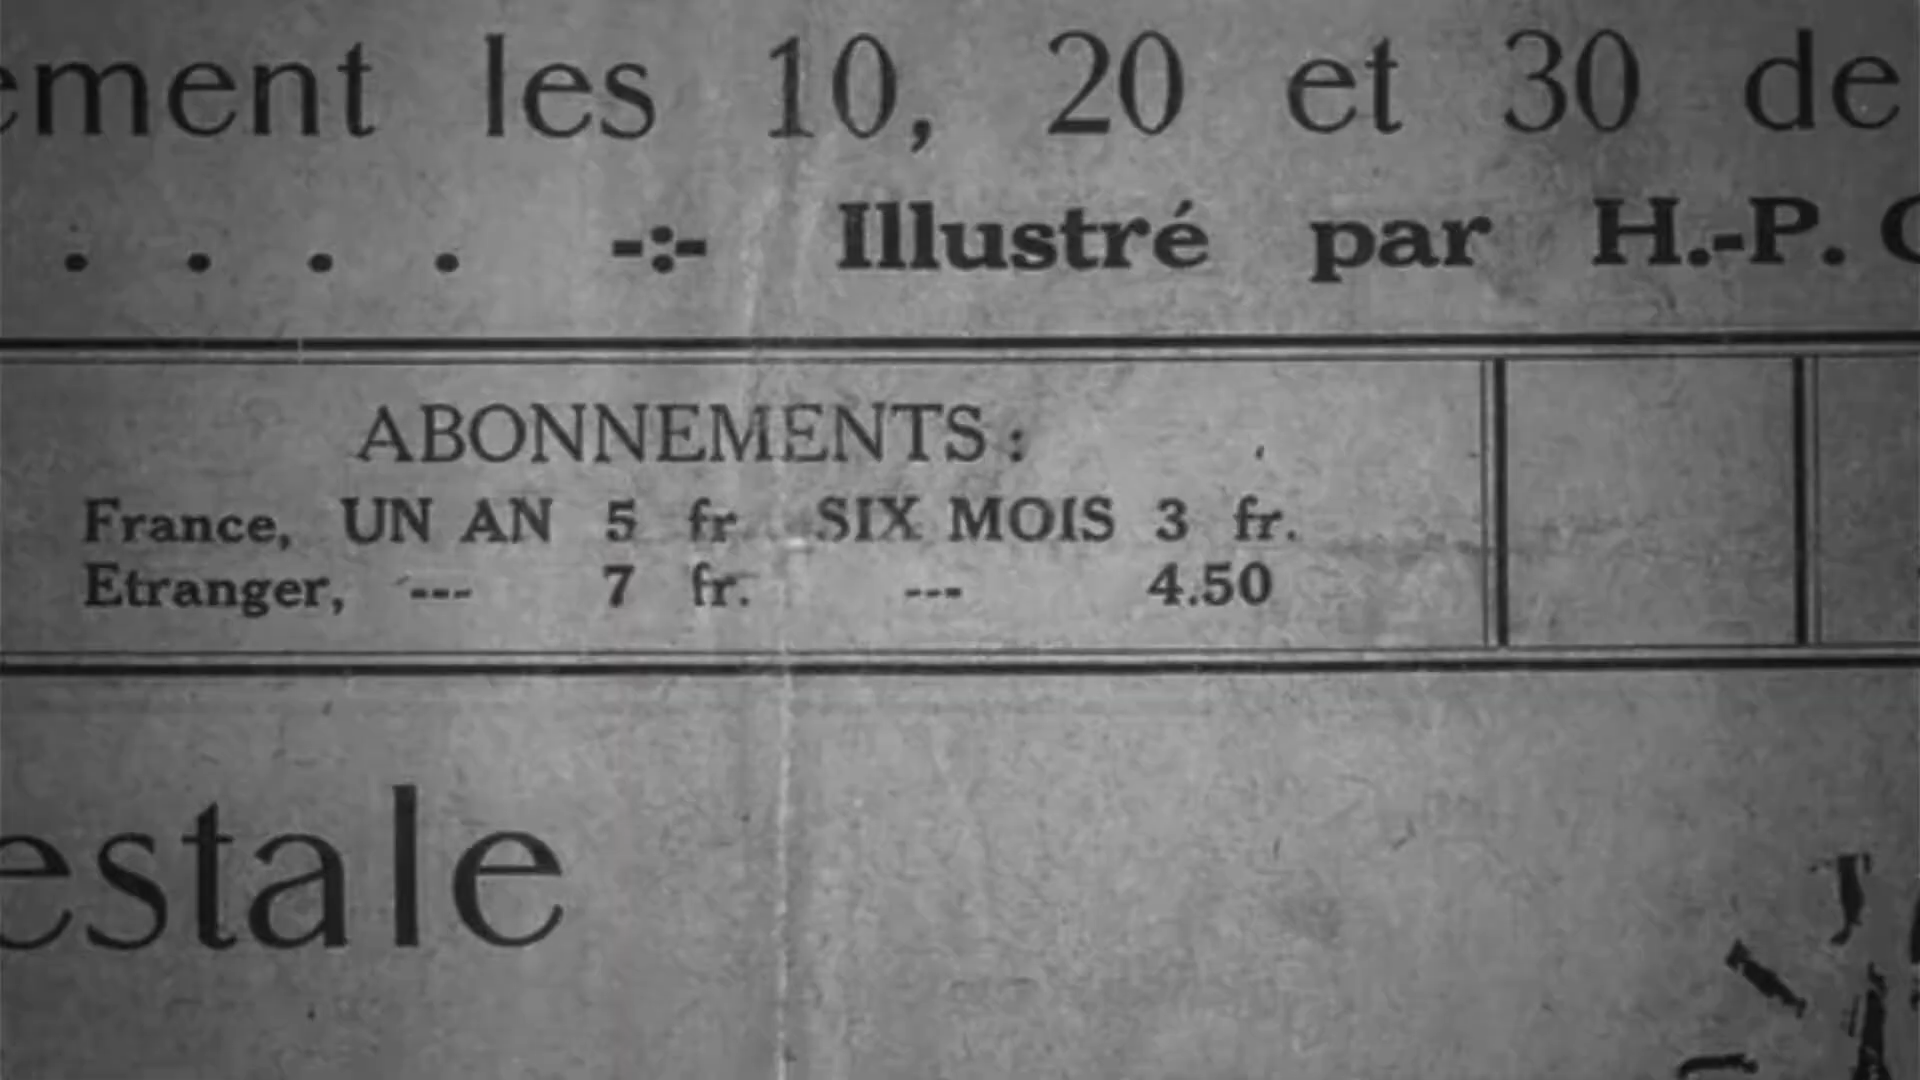 ement les 10, 20 et 30 de
. . . . -:- Illustré par H.-P.
ABONNEMENTS :
France, UN AN 5 fr SIX MOIS 3 fr.
Etranger, --- 7 fr. --- 4.50
estale